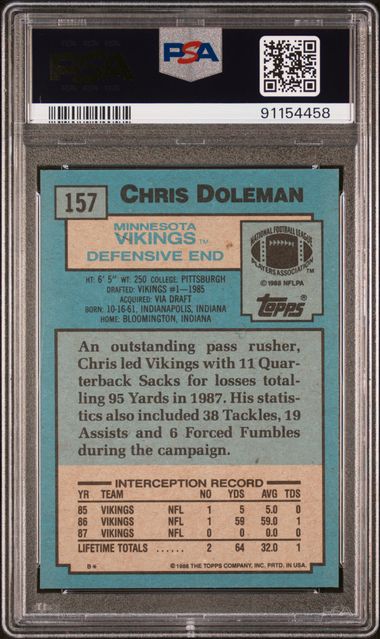 PSA
PSA
91154458
157
CHRIS DOLEMAN
MINNESOTA
VIKINGS™
DEFENSIVE END
NATIONAL FOOTBALL LEAGUE
PLAYERS ASSOCIATION
©1988 NFLPA
topps®
HT: 6' 5" WT: 250 COLLEGE: PITTSBURGH
DRAFTED: VIKINGS #1—1985
ACQUIRED: VIA DRAFT
BORN: 10-16-61, INDIANAPOLIS, INDIANA
HOME: BLOOMINGTON, INDIANA
An outstanding pass rusher,
Chris led Vikings with 11 Quar-
terback Sacks for losses total-
ling 95 Yards in 1987. His statis-
tics also included 38 Tackles, 19
Assists and 6 Forced Fumbles
during the campaign.
INTERCEPTION RECORD
YR TEAM NO YDS AVG TDS
85 VIKINGS NFL 1 5 5.0 0
86 VIKINGS NFL 1 59 59.0 1
87 VIKINGS NFL 0 — — 0
LIFETIME TOTALS ...... 2 64 32.0 1
B* ©1988 THE TOPPS COMPANY, INC. PRTD. IN U.S.A.
PSA